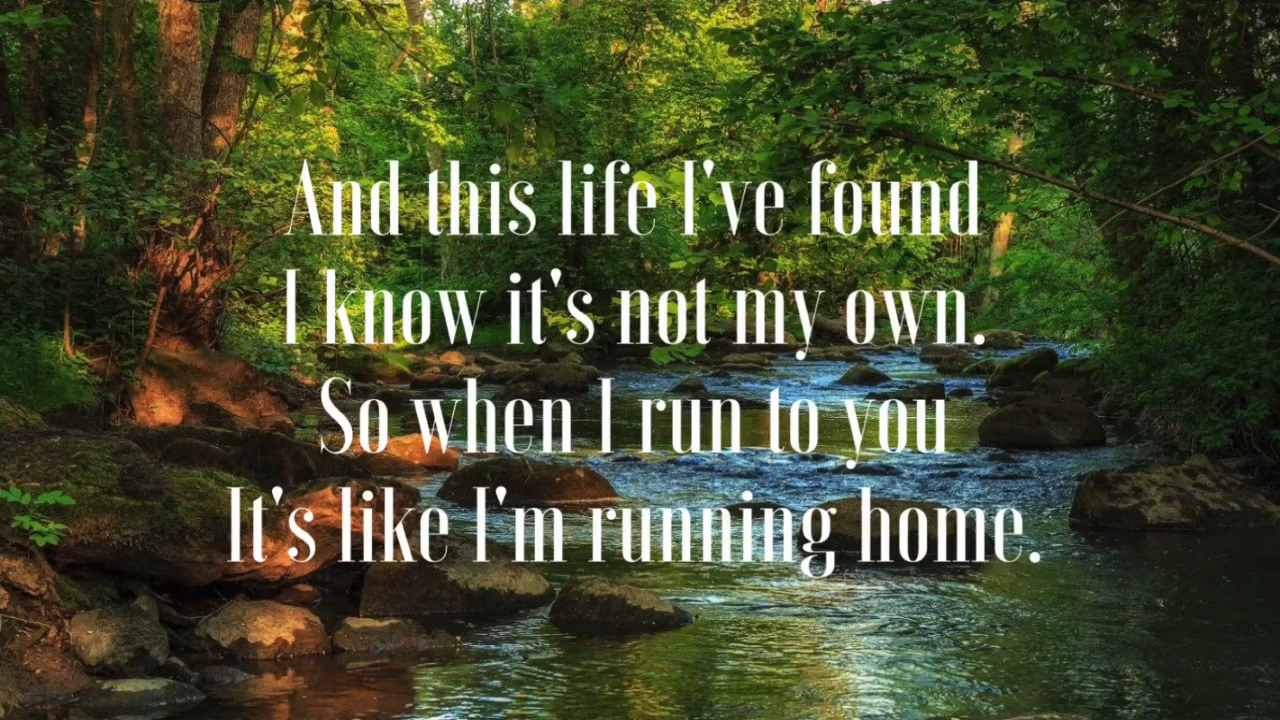 And this life I've found
I know it's not my own.
So when I run to you
It's like I'm running home.